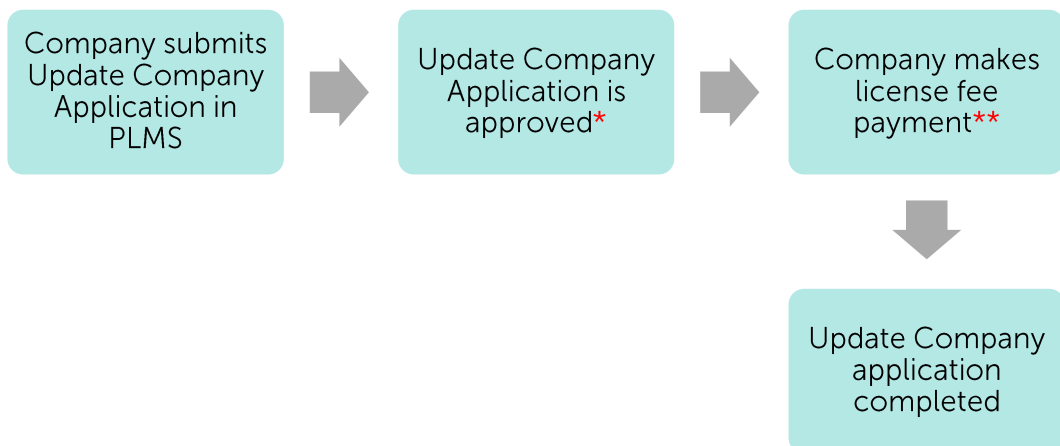 Company submits
Update Company
Application in
PLMS
Update Company
Application is
approved*
Company makes
license fee
payment**
Update Company
application
completed